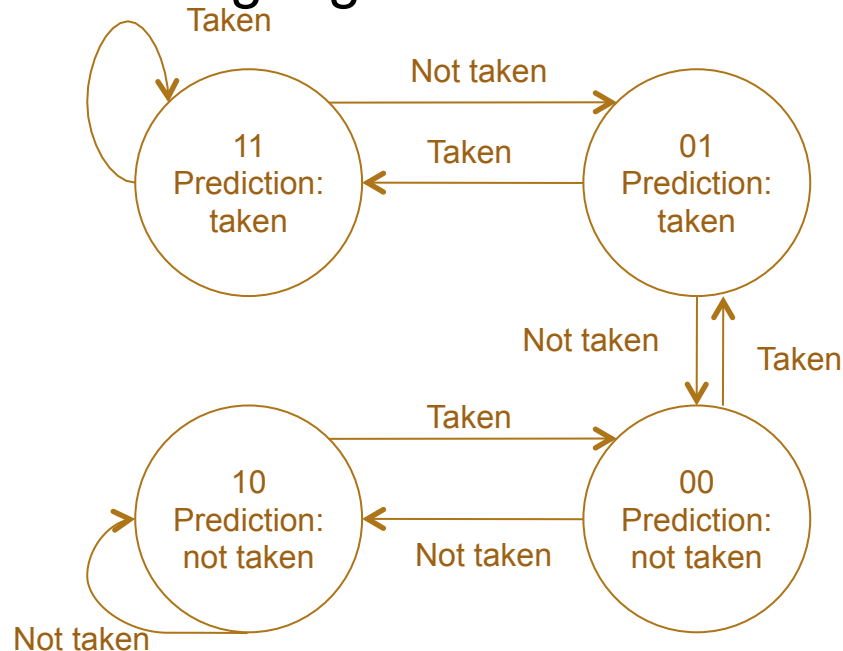 Taken
Not taken
11
Prediction:
taken
Taken
01
Prediction:
taken
Not taken
Taken
10
Prediction:
not taken
Taken
00
Prediction:
not taken
Not taken
Not taken